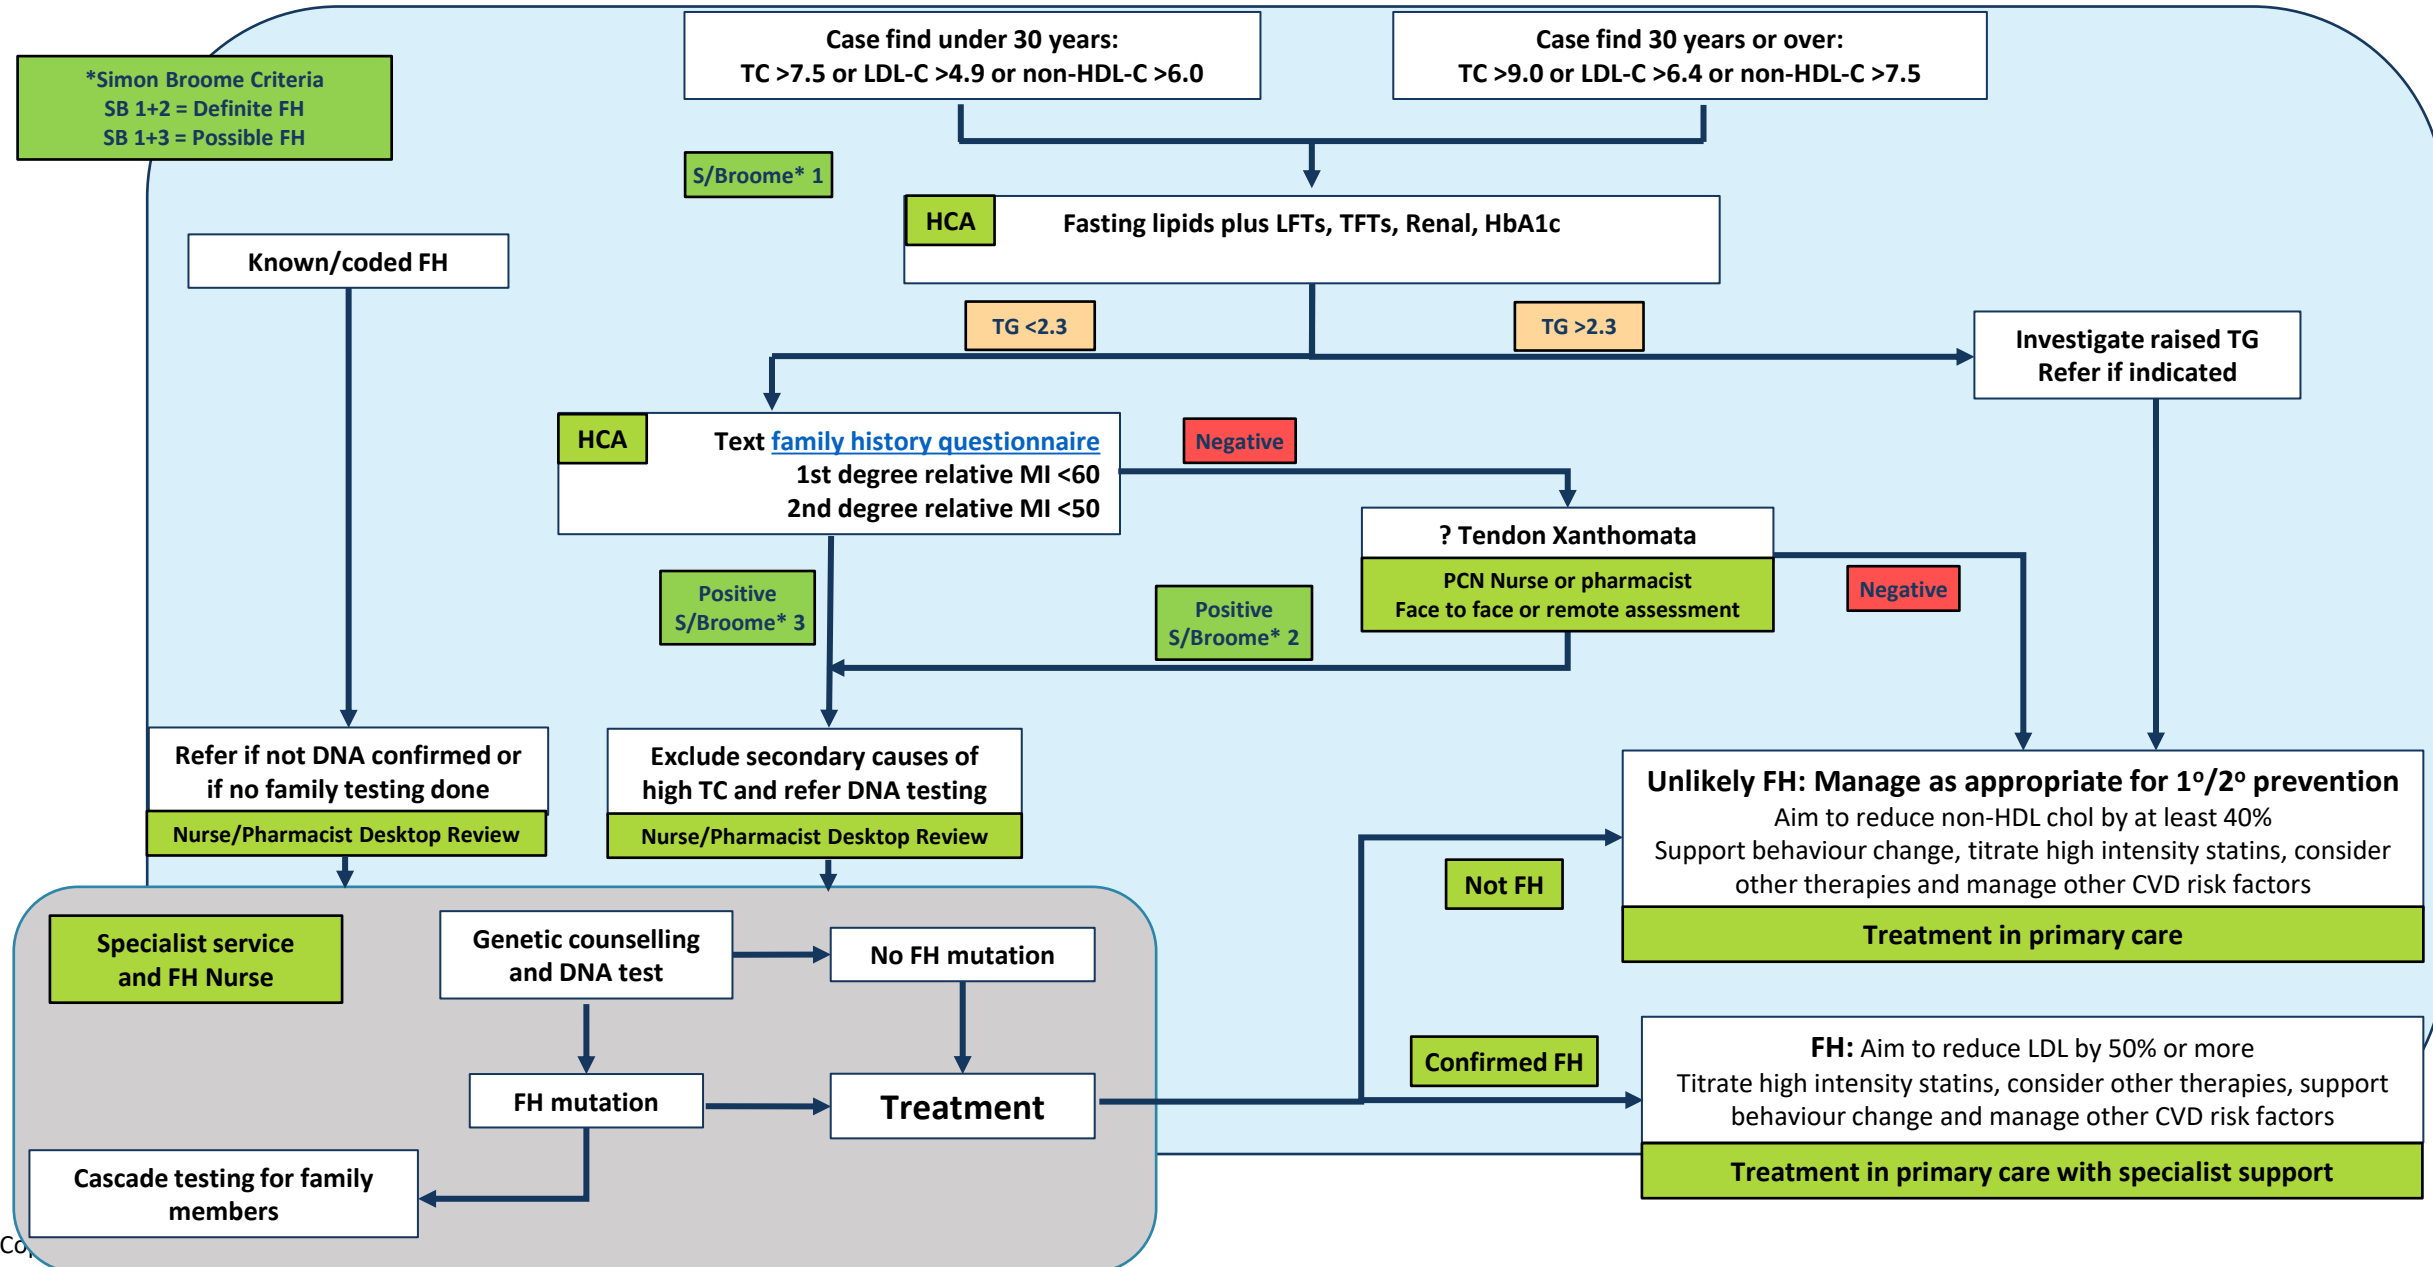 Case find under 30 years:
TC >7.5 or LDL-C >4.9 or non-HDL-C >6.0
Case find 30 years or over:
TC >9.0 or LDL-C >6.4 or non-HDL-C >7.5
*Simon Broome Criteria
SB 1+2 = Definite FH
SB 1+3 = Possible FH
S/Broome* 1
HCA
Fasting lipids plus LFTs, TFTs, Renal, HbA1c
Known/coded FH
TG <2.3
TG >2.3
Investigate raised TG
Refer if indicated
HCA
Text family history questionnaire
1st degree relative MI <60
2nd degree relative MI <50
Negative
? Tendon Xanthomata
PCN Nurse or pharmacist
Face to face or remote assessment
Negative
Positive
S/Broome* 3
Positive
S/Broome* 2
Refer if not DNA confirmed or
if no family testing done
Nurse/Pharmacist Desktop Review
Exclude secondary causes of
high TC and refer DNA testing
Nurse/Pharmacist Desktop Review
Unlikely FH: Manage as appropriate for 1º/2º prevention
Aim to reduce non-HDL chol by at least 40%
Support behaviour change, titrate high intensity statins, consider
other therapies and manage other CVD risk factors
Treatment in primary care
Not FH
Specialist service
and FH Nurse
Genetic counselling
and DNA test
No FH mutation
FH mutation
Treatment
Confirmed FH
FH: Aim to reduce LDL by 50% or more
Titrate high intensity statins, consider other therapies, support
behaviour change and manage other CVD risk factors
Treatment in primary care with specialist support
Cascade testing for family
members